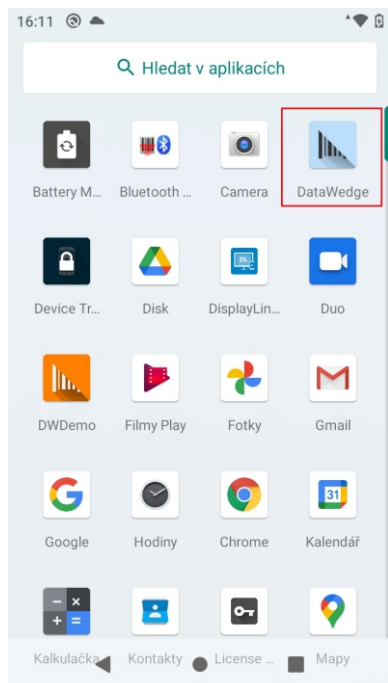 16:11
Hledat v aplikacích
Battery M... Bluetooth ... Camera DataWedge
Device Tr... Disk DisplayLin... Duo
DWDemo Filmy Play Fotky Gmail
31
Google Hodiny Chrome Kalendář
Kalkulačka Kontakty License ... Mapy